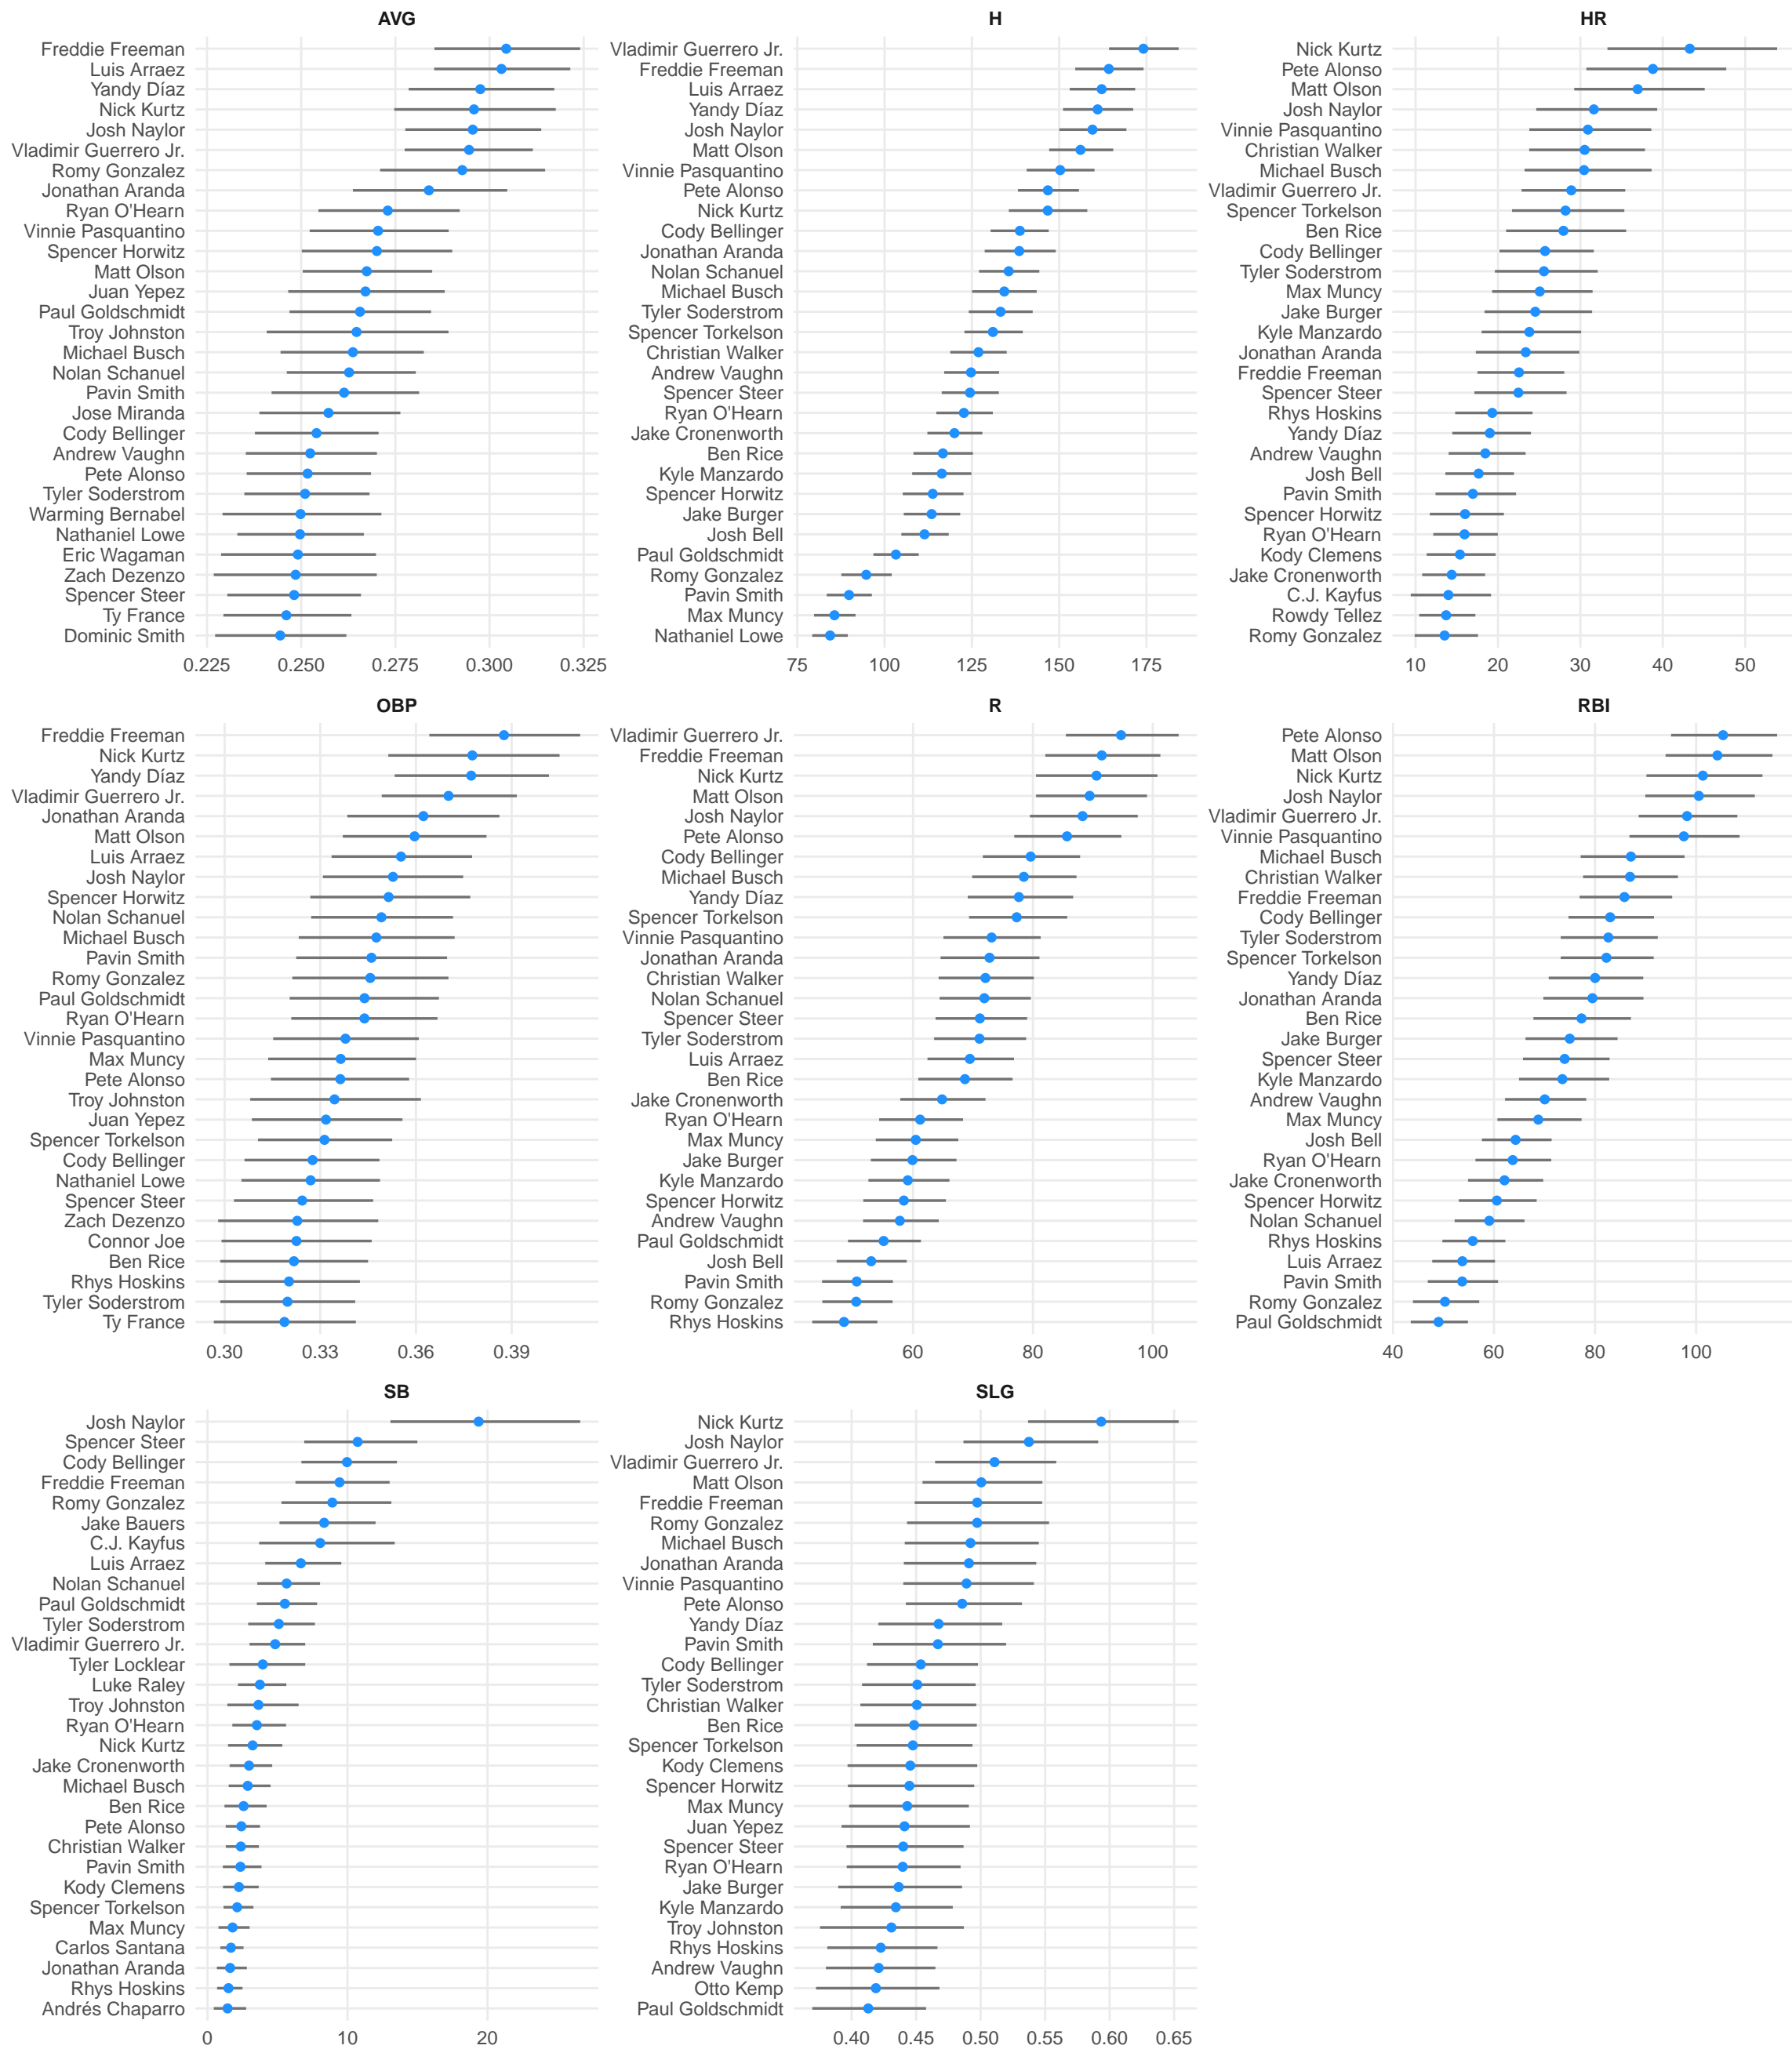 AVG
Freddie Freeman
Luis Arraez
Yandy Díaz
Nick Kurtz
Josh Naylor
Vladimir Guerrero Jr.
Romy Gonzalez
Jonathan Aranda
Ryan O'Hearn
Vinnie Pasquantino
Spencer Horwitz
Matt Olson
Juan Yepez
Paul Goldschmidt
Troy Johnston
Michael Busch
Nolan Schanuel
Pavin Smith
Jose Miranda
Cody Bellinger
Andrew Vaughn
Pete Alonso
Tyler Soderstrom
Warming Bernabel
Nathaniel Lowe
Eric Wagaman
Zach Dezenzo
Spencer Steer
Ty France
Dominic Smith
0.225 0.250 0.275 0.300 0.325
H
Vladimir Guerrero Jr.
Freddie Freeman
Luis Arraez
Yandy Díaz
Josh Naylor
Matt Olson
Vinnie Pasquantino
Pete Alonso
Nick Kurtz
Cody Bellinger
Jonathan Aranda
Nolan Schanuel
Michael Busch
Tyler Soderstrom
Spencer Torkelson
Christian Walker
Andrew Vaughn
Spencer Steer
Ryan O'Hearn
Jake Cronenworth
Ben Rice
Kyle Manzardo
Spencer Horwitz
Jake Burger
Josh Bell
Paul Goldschmidt
Romy Gonzalez
Pavin Smith
Max Muncy
Nathaniel Lowe
75 100 125 150 175
HR
Nick Kurtz
Pete Alonso
Matt Olson
Josh Naylor
Vinnie Pasquantino
Christian Walker
Michael Busch
Vladimir Guerrero Jr.
Spencer Torkelson
Ben Rice
Cody Bellinger
Tyler Soderstrom
Max Muncy
Jake Burger
Kyle Manzardo
Jonathan Aranda
Freddie Freeman
Spencer Steer
Rhys Hoskins
Yandy Díaz
Andrew Vaughn
Josh Bell
Pavin Smith
Spencer Horwitz
Ryan O'Hearn
Kody Clemens
Jake Cronenworth
C.J. Kayfus
Rowdy Tellez
Romy Gonzalez
10 20 30 40 50
OBP
Freddie Freeman
Nick Kurtz
Yandy Díaz
Vladimir Guerrero Jr.
Jonathan Aranda
Matt Olson
Luis Arraez
Josh Naylor
Spencer Horwitz
Nolan Schanuel
Michael Busch
Pavin Smith
Romy Gonzalez
Paul Goldschmidt
Ryan O'Hearn
Vinnie Pasquantino
Max Muncy
Pete Alonso
Troy Johnston
Juan Yepez
Spencer Torkelson
Cody Bellinger
Nathaniel Lowe
Spencer Steer
Zach Dezenzo
Connor Joe
Ben Rice
Rhys Hoskins
Tyler Soderstrom
Ty France
0.30 0.33 0.36 0.39
R
Vladimir Guerrero Jr.
Freddie Freeman
Nick Kurtz
Matt Olson
Josh Naylor
Pete Alonso
Cody Bellinger
Michael Busch
Yandy Díaz
Spencer Torkelson
Vinnie Pasquantino
Jonathan Aranda
Christian Walker
Nolan Schanuel
Spencer Steer
Tyler Soderstrom
Luis Arraez
Ben Rice
Jake Cronenworth
Ryan O'Hearn
Max Muncy
Jake Burger
Kyle Manzardo
Spencer Horwitz
Andrew Vaughn
Paul Goldschmidt
Josh Bell
Pavin Smith
Romy Gonzalez
Rhys Hoskins
60 80 100
RBI
Pete Alonso
Matt Olson
Nick Kurtz
Josh Naylor
Vladimir Guerrero Jr.
Vinnie Pasquantino
Michael Busch
Christian Walker
Freddie Freeman
Cody Bellinger
Tyler Soderstrom
Spencer Torkelson
Yandy Díaz
Jonathan Aranda
Ben Rice
Jake Burger
Spencer Steer
Kyle Manzardo
Andrew Vaughn
Max Muncy
Josh Bell
Ryan O'Hearn
Jake Cronenworth
Spencer Horwitz
Nolan Schanuel
Rhys Hoskins
Luis Arraez
Pavin Smith
Romy Gonzalez
Paul Goldschmidt
40 60 80 100
SB
Josh Naylor
Spencer Steer
Cody Bellinger
Freddie Freeman
Romy Gonzalez
Jake Bauers
C.J. Kayfus
Luis Arraez
Nolan Schanuel
Paul Goldschmidt
Tyler Soderstrom
Vladimir Guerrero Jr.
Tyler Locklear
Luke Raley
Troy Johnston
Ryan O'Hearn
Nick Kurtz
Jake Cronenworth
Michael Busch
Ben Rice
Pete Alonso
Christian Walker
Pavin Smith
Kody Clemens
Spencer Torkelson
Max Muncy
Carlos Santana
Jonathan Aranda
Rhys Hoskins
Andrés Chaparro
0 10 20
SLG
Nick Kurtz
Josh Naylor
Vladimir Guerrero Jr.
Matt Olson
Freddie Freeman
Romy Gonzalez
Michael Busch
Jonathan Aranda
Vinnie Pasquantino
Pete Alonso
Yandy Díaz
Pavin Smith
Cody Bellinger
Tyler Soderstrom
Christian Walker
Ben Rice
Spencer Torkelson
Kody Clemens
Spencer Horwitz
Max Muncy
Juan Yepez
Spencer Steer
Ryan O'Hearn
Jake Burger
Kyle Manzardo
Troy Johnston
Rhys Hoskins
Andrew Vaughn
Otto Kemp
Paul Goldschmidt
0.40 0.45 0.50 0.55 0.60 0.65